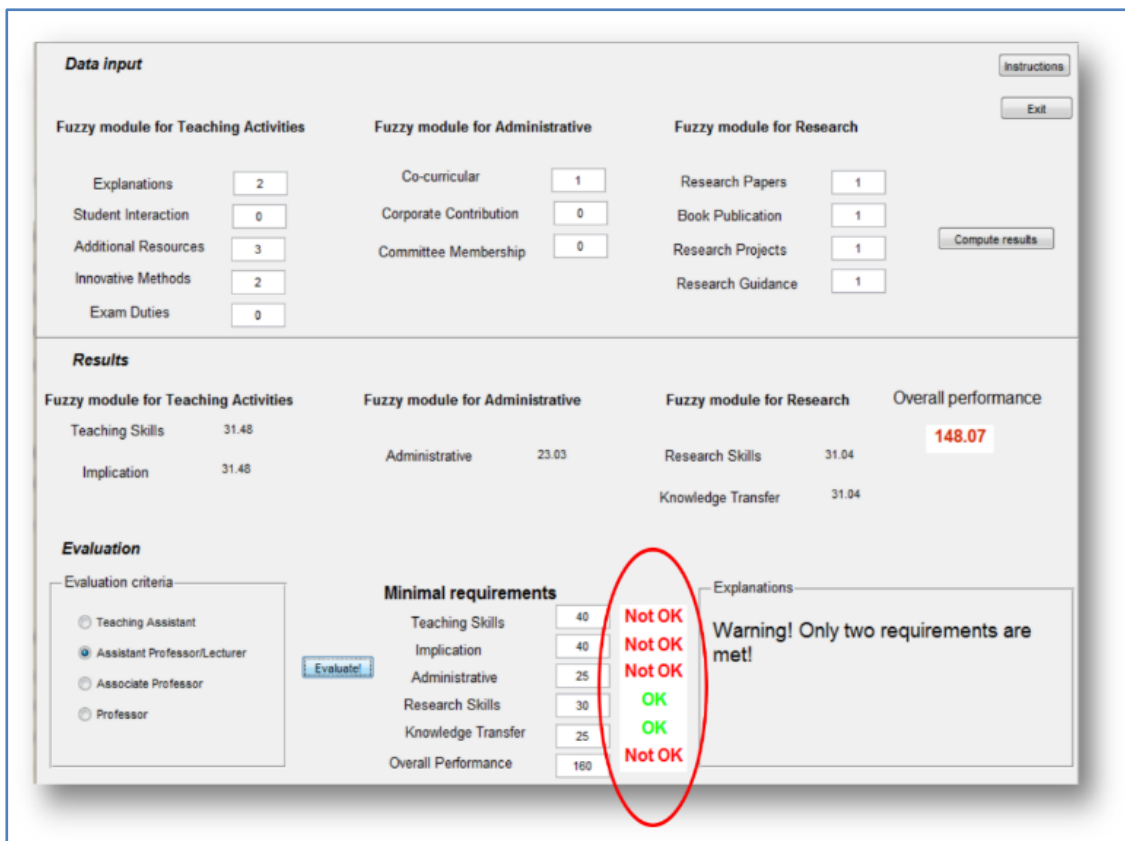 Data input
Instructions
Exit
Fuzzy module for Teaching Activities
Fuzzy module for Administrative
Fuzzy module for Research
Explanations 2
Co-curricular 1
Research Papers 1
Student Interaction 0
Corporate Contribution 0
Book Publication 1
Additional Resources 3
Committee Membership 0
Research Projects 1
Compute results
Innovative Methods 2
Research Guidance 1
Exam Duties 0
Results
Fuzzy module for Teaching Activities
Fuzzy module for Administrative
Fuzzy module for Research
Overall performance
Teaching Skills 31.48
148.07
Administrative 23.03
Research Skills 31.04
Implication 31.48
Knowledge Transfer 31.04
Evaluation
Evaluation criteria
Teaching Assistant
Assistant Professor/Lecturer
Associate Professor
Professor
Evaluate!
Minimal requirements
Teaching Skills 40 Not OK
Implication 40 Not OK
Administrative 25 Not OK
Research Skills 30 OK
Knowledge Transfer 25 OK
Overall Performance 160 Not OK
Explanations
Warning! Only two requirements are
met!